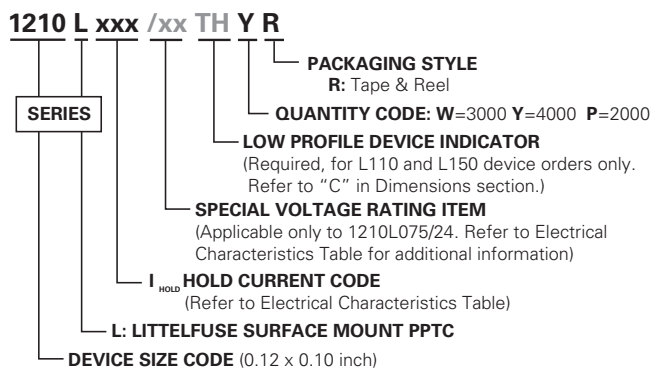 1210 L xxx /xx TH Y R
PACKAGING STYLE
R: Tape & Reel
SERIES
QUANTITY CODE: W=3000 Y=4000 P=2000
LOW PROFILE DEVICE INDICATOR
(Required, for L110 and L150 device orders only.
Refer to “C” in Dimensions section.)
SPECIAL VOLTAGE RATING ITEM
(Applicable only to 1210L075/24. Refer to Electrical
Characteristics Table for additional information)
I HOLD HOLD CURRENT CODE
(Refer to Electrical Characteristics Table)
L: LITTELFUSE SURFACE MOUNT PPTC
DEVICE SIZE CODE (0.12 x 0.10 inch)